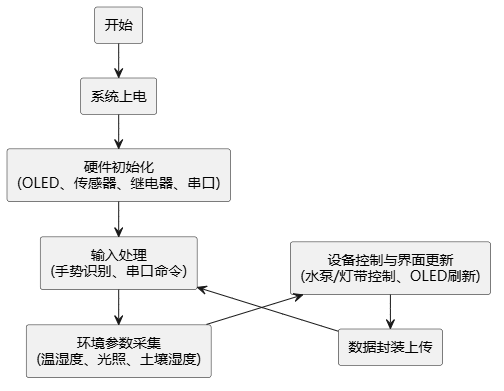 开始
系统上电
硬件初始化
(OLED、传感器、继电器、串口)
输入处理
(手势识别、串口命令)
环境参数采集
(温湿度、光照、土壤湿度)
设备控制与界面更新
(水泵/灯带控制、OLED刷新)
数据封装上传